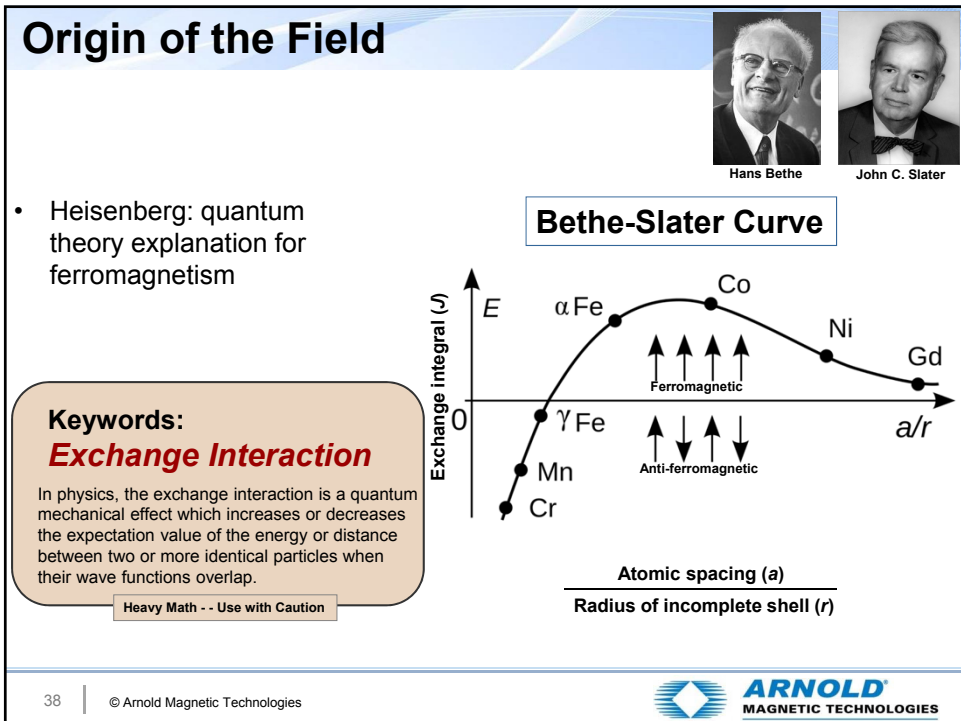 Origin of the Field
Hans Bethe
John C. Slater
• Heisenberg: quantum
theory explanation for
ferromagnetism
Bethe-Slater Curve
Exchange integral (J)
E
α Fe
Co
Ni
Gd
Ferromagnetic
0
γ Fe
a/r
Anti-ferromagnetic
Mn
Cr
Keywords:
Exchange Interaction
In physics, the exchange interaction is a quantum
mechanical effect which increases or decreases
the expectation value of the energy or distance
between two or more identical particles when
their wave functions overlap.
Heavy Math - - Use with Caution
Atomic spacing (a)
Radius of incomplete shell (r)
38
© Arnold Magnetic Technologies
ARNOLD®
MAGNETIC TECHNOLOGIES